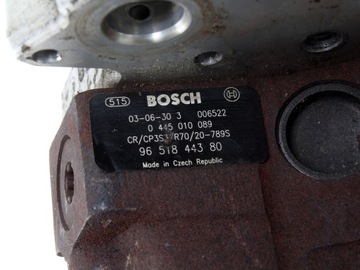 515 BOSCH
03-06-30 3 006522
0 445 010 089
CR/CP3S3/R70/20-789S
96 518 443 80
Made in Czech Republic